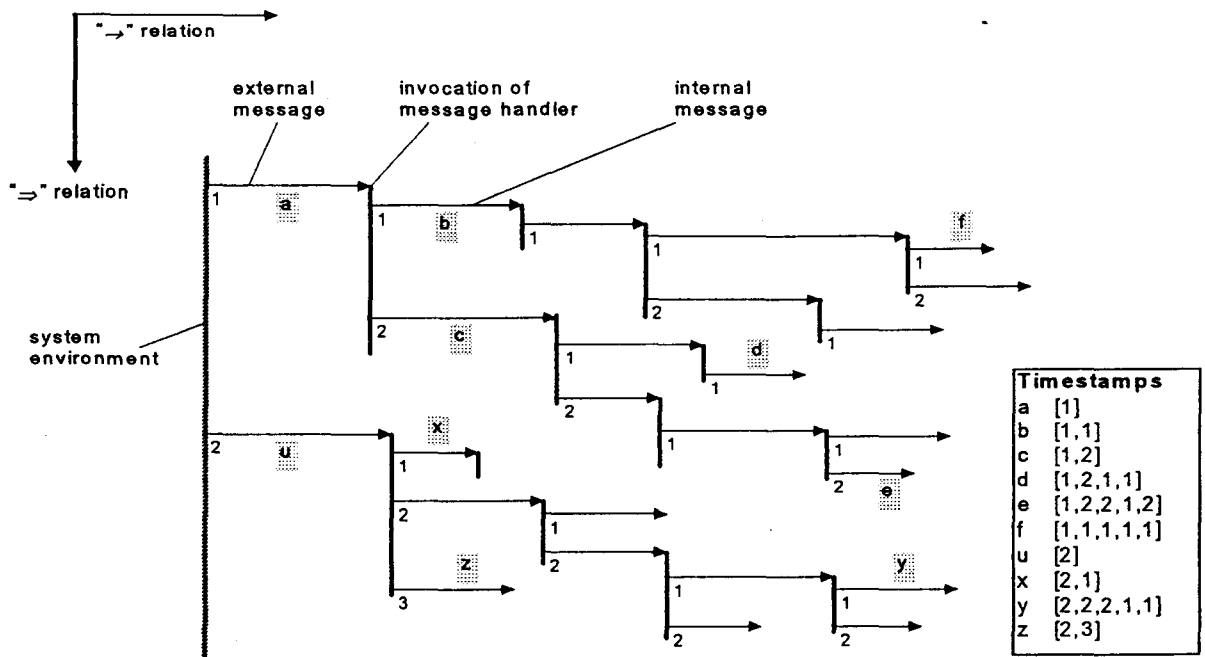 "→" relation
external
message
invocation of
message handler
internal
message
"⇒" relation
1
a
1
b
1
1
f
1
2
2
1
system
environment
2
c
1
d
1
2
1
1
2
e
2
u
x
1
2
1
2
z
3
1
2
y
1
2
Timestamps
a [1]
b [1,1]
c [1,2]
d [1,2,1,1]
e [1,2,2,1,2]
f [1,1,1,1,1]
u [2]
x [2,1]
y [2,2,2,1,1]
z [2,3]